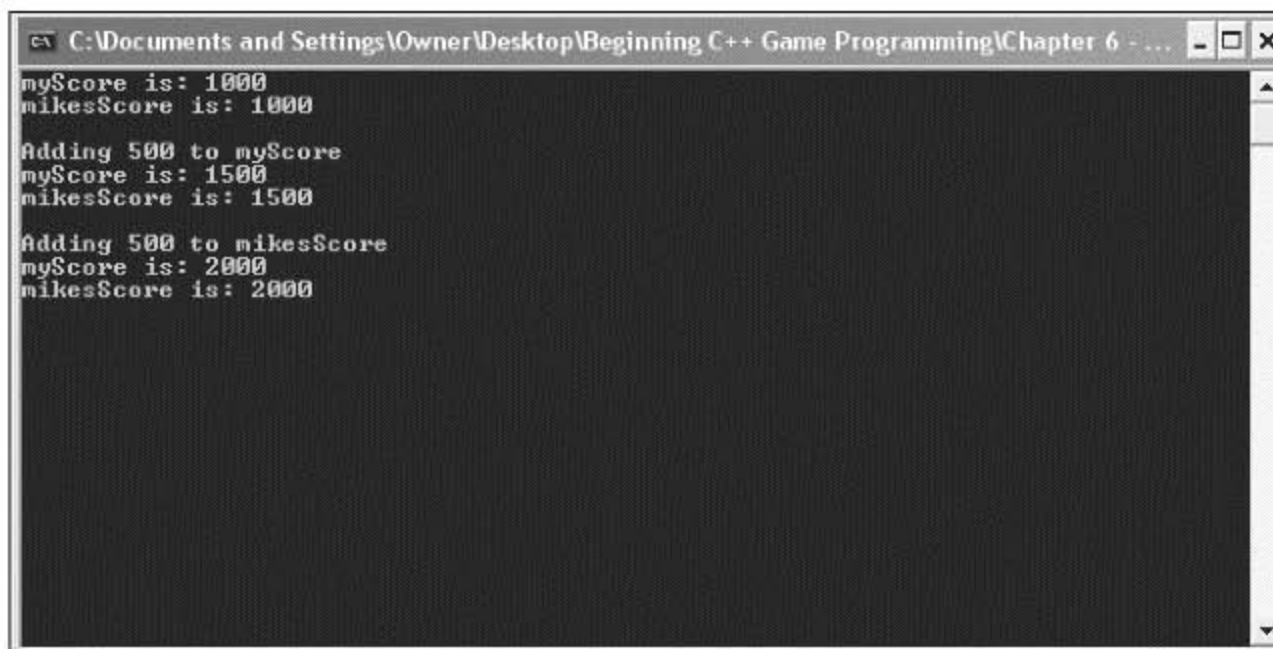 C:\Documents and Settings\Owner\Desktop\Beginning C++ Game Programming\Chapter 6 - ...
myScore is: 1000
mikesScore is: 1000
Adding 500 to myScore
myScore is: 1500
mikesScore is: 1500
Adding 500 to mikesScore
myScore is: 2000
mikesScore is: 2000